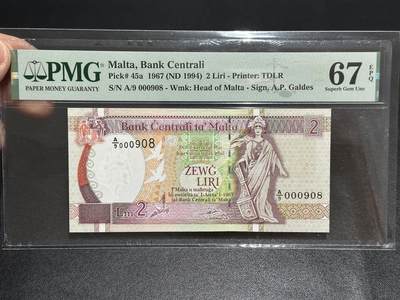 PMG
PAPER MONEY GUARANTY
Malta, Bank Centrali
Pick# 45a 1967 (ND 1994) 2 Liri - Printer: TDLR
S/N A/9 000908 - Wmk: Head of Malta - Sign. A.P. Galdes
67 EPQ
Superb Gem Unc
Bank Centrali ta' Malta
2
A/9 000908
ŻEWĠ
LIRI
A/9 000908
Lm 2